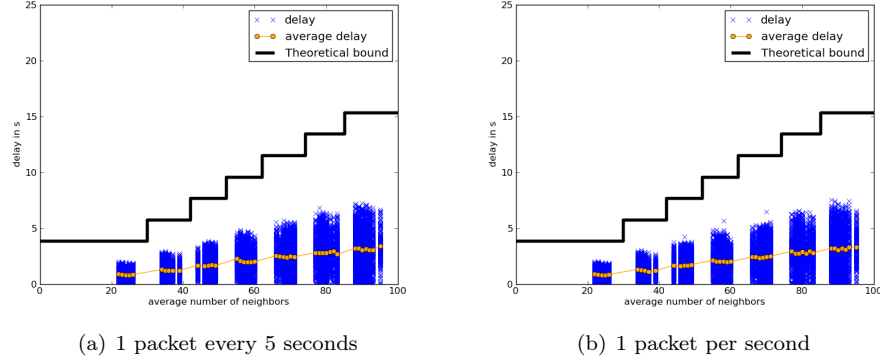 25
20
15
10
5
0
delay in s
delay
average delay
Theoretical bound
0
20
40
60
80
100
average number of neighbors
(a) 1 packet every 5 seconds
25
20
15
10
5
0
delay in s
delay
average delay
Theoretical bound
0
20
40
60
80
100
average number of neighbors
(b) 1 packet per second